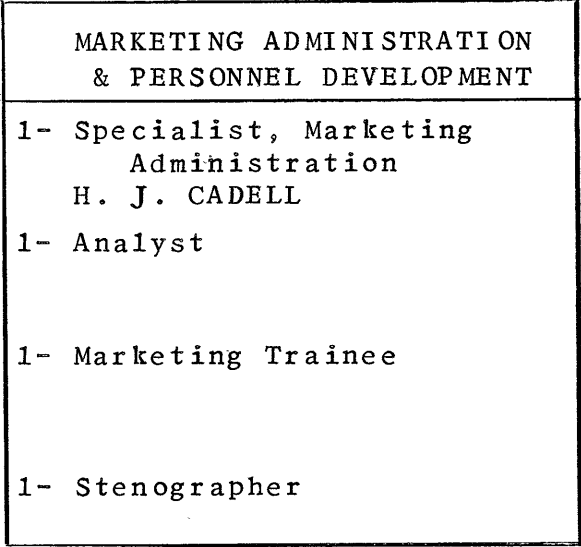 MARKETING ADMINISTRATION
& PERSONNEL DEVELOPMENT
1- Specialist, Marketing
Administration
H. J. CADELL
1- Analyst
1- Marketing Trainee
1- Stenographer